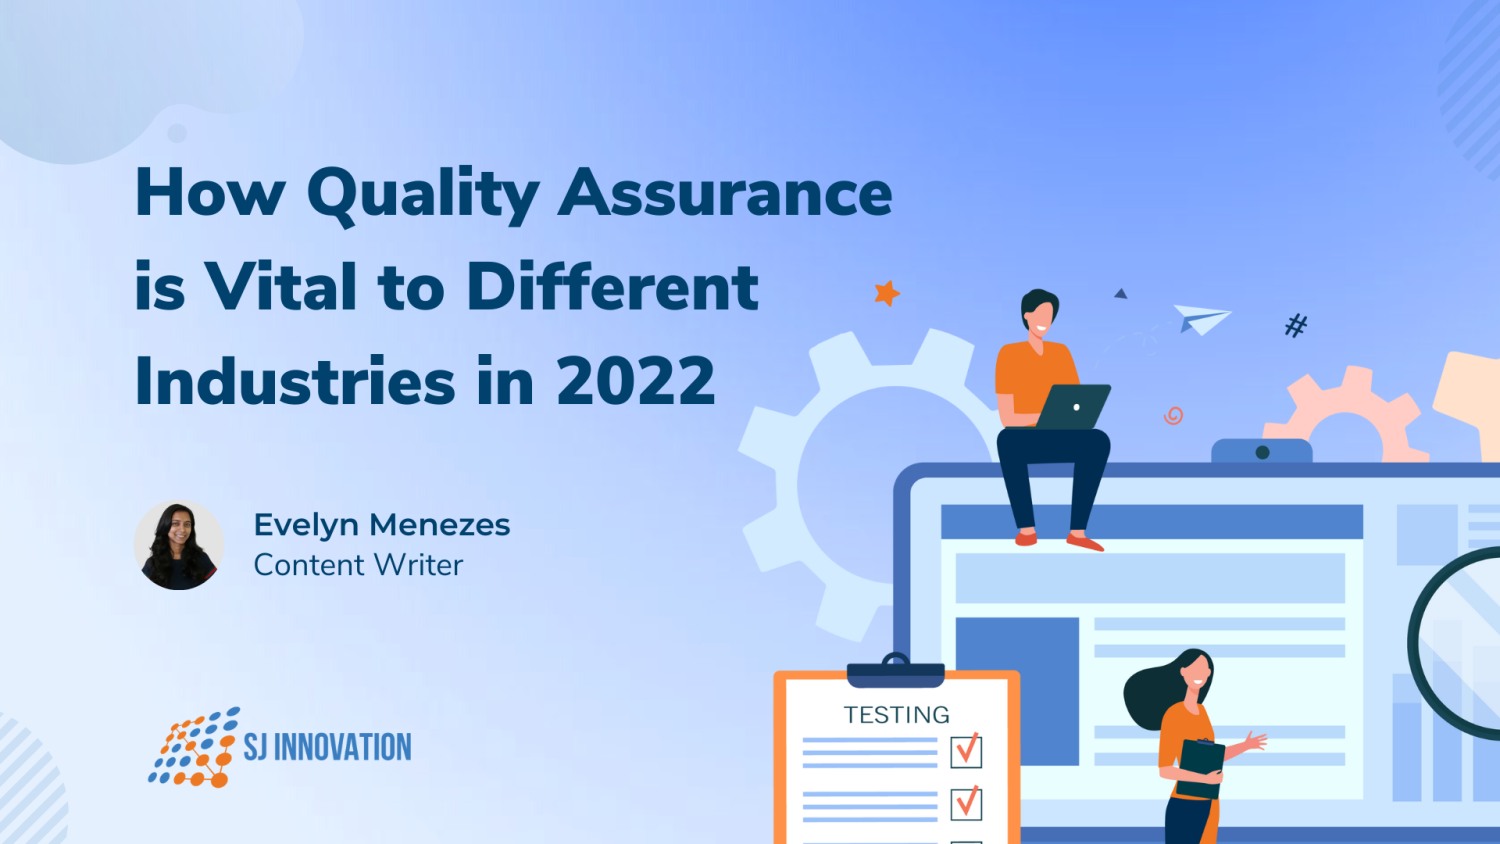 How Quality Assurance
is Vital to Different
Industries in 2022
Evelyn Menezes
Content Writer
SJ INNOVATION
#
TESTING